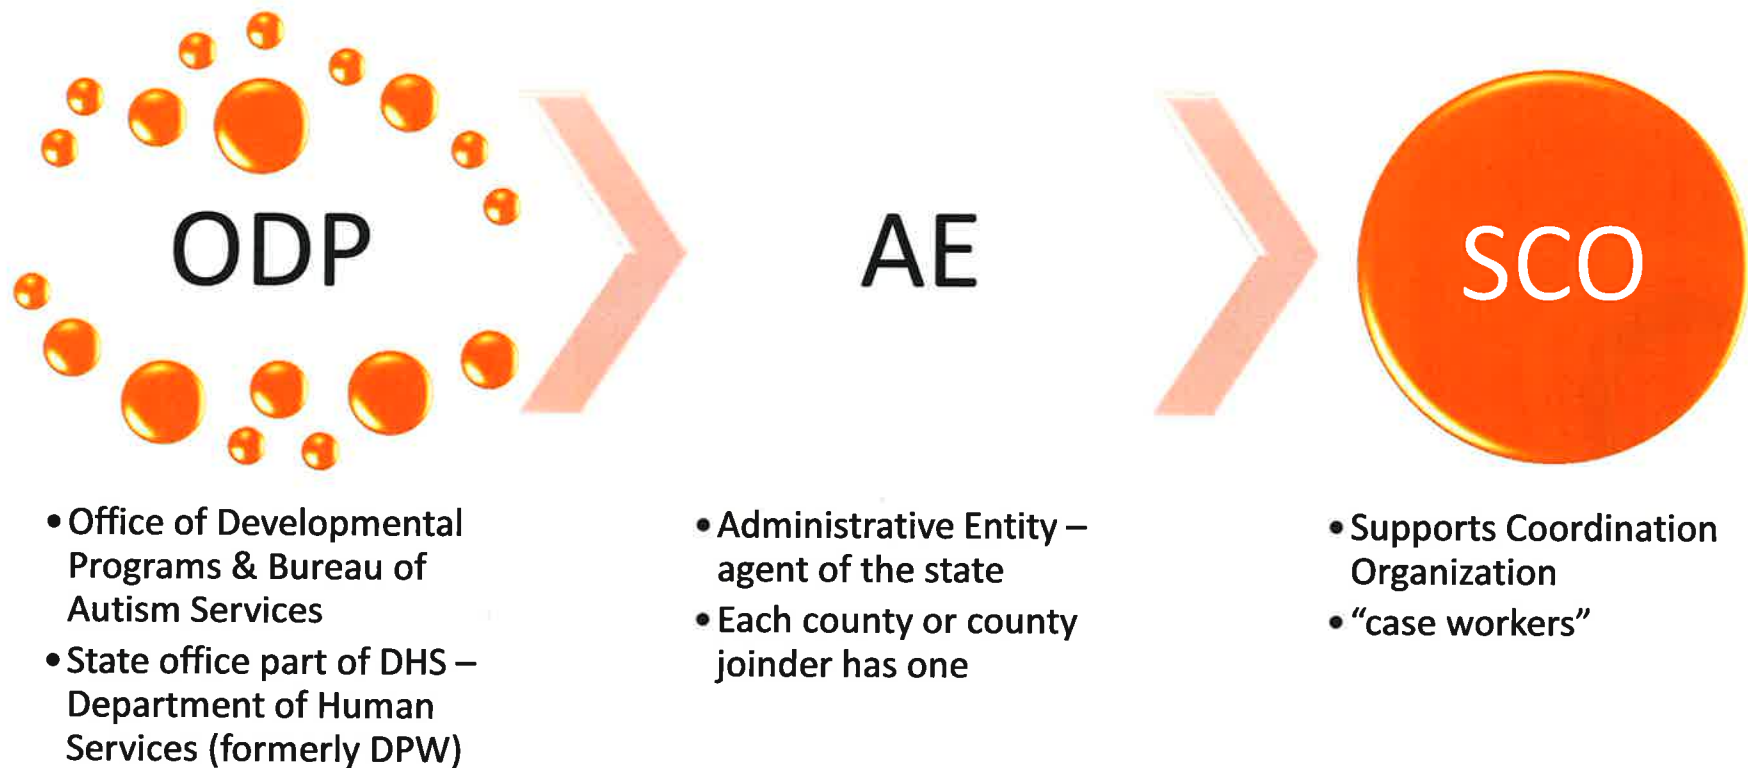 ODP
• Office of Developmental
Programs & Bureau of
Autism Services
• State office part of DHS –
Department of Human
Services (formerly DPW)
AE
• Administrative Entity –
agent of the state
• Each county or county
joinder has one
SCO
• Supports Coordination
Organization
• “case workers”